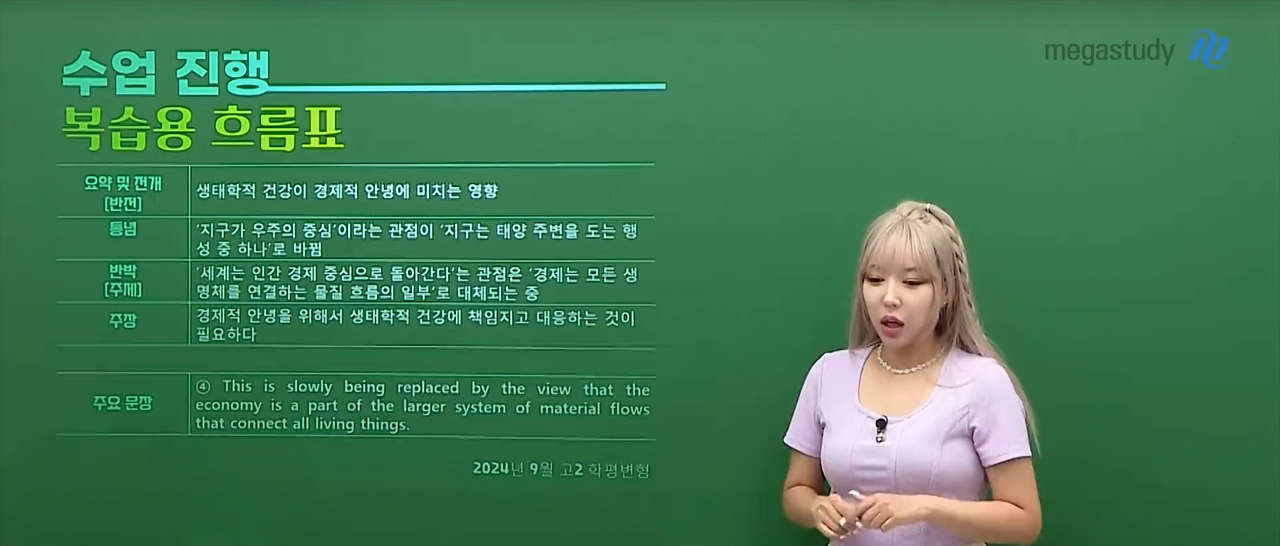 megastudy
수업 진행
복습용 흐름표
요약 및 전개
[반전]
생태학적 건강이 경제적 안녕에 미치는 영향
통념
'지구가 우주의 중심'이라는 관점이 '지구는 태양 주변을 도는 행
성 중 하나'로 바뀜
반박
[주제]
'세계는 인간 경제 중심으로 돌아간다'는 관점은 '경제는 모든 생
명체를 연결하는 물질 흐름의 일부'로 대체되는 중
주장
경제적 안녕을 위해서 생태학적 건강에 책임지고 대응하는 것이
필요하다
주요 문장
④ This is slowly being replaced by the view that the
economy is a part of the larger system of material flows
that connect all living things.
2024년 9월 고2 학평변형